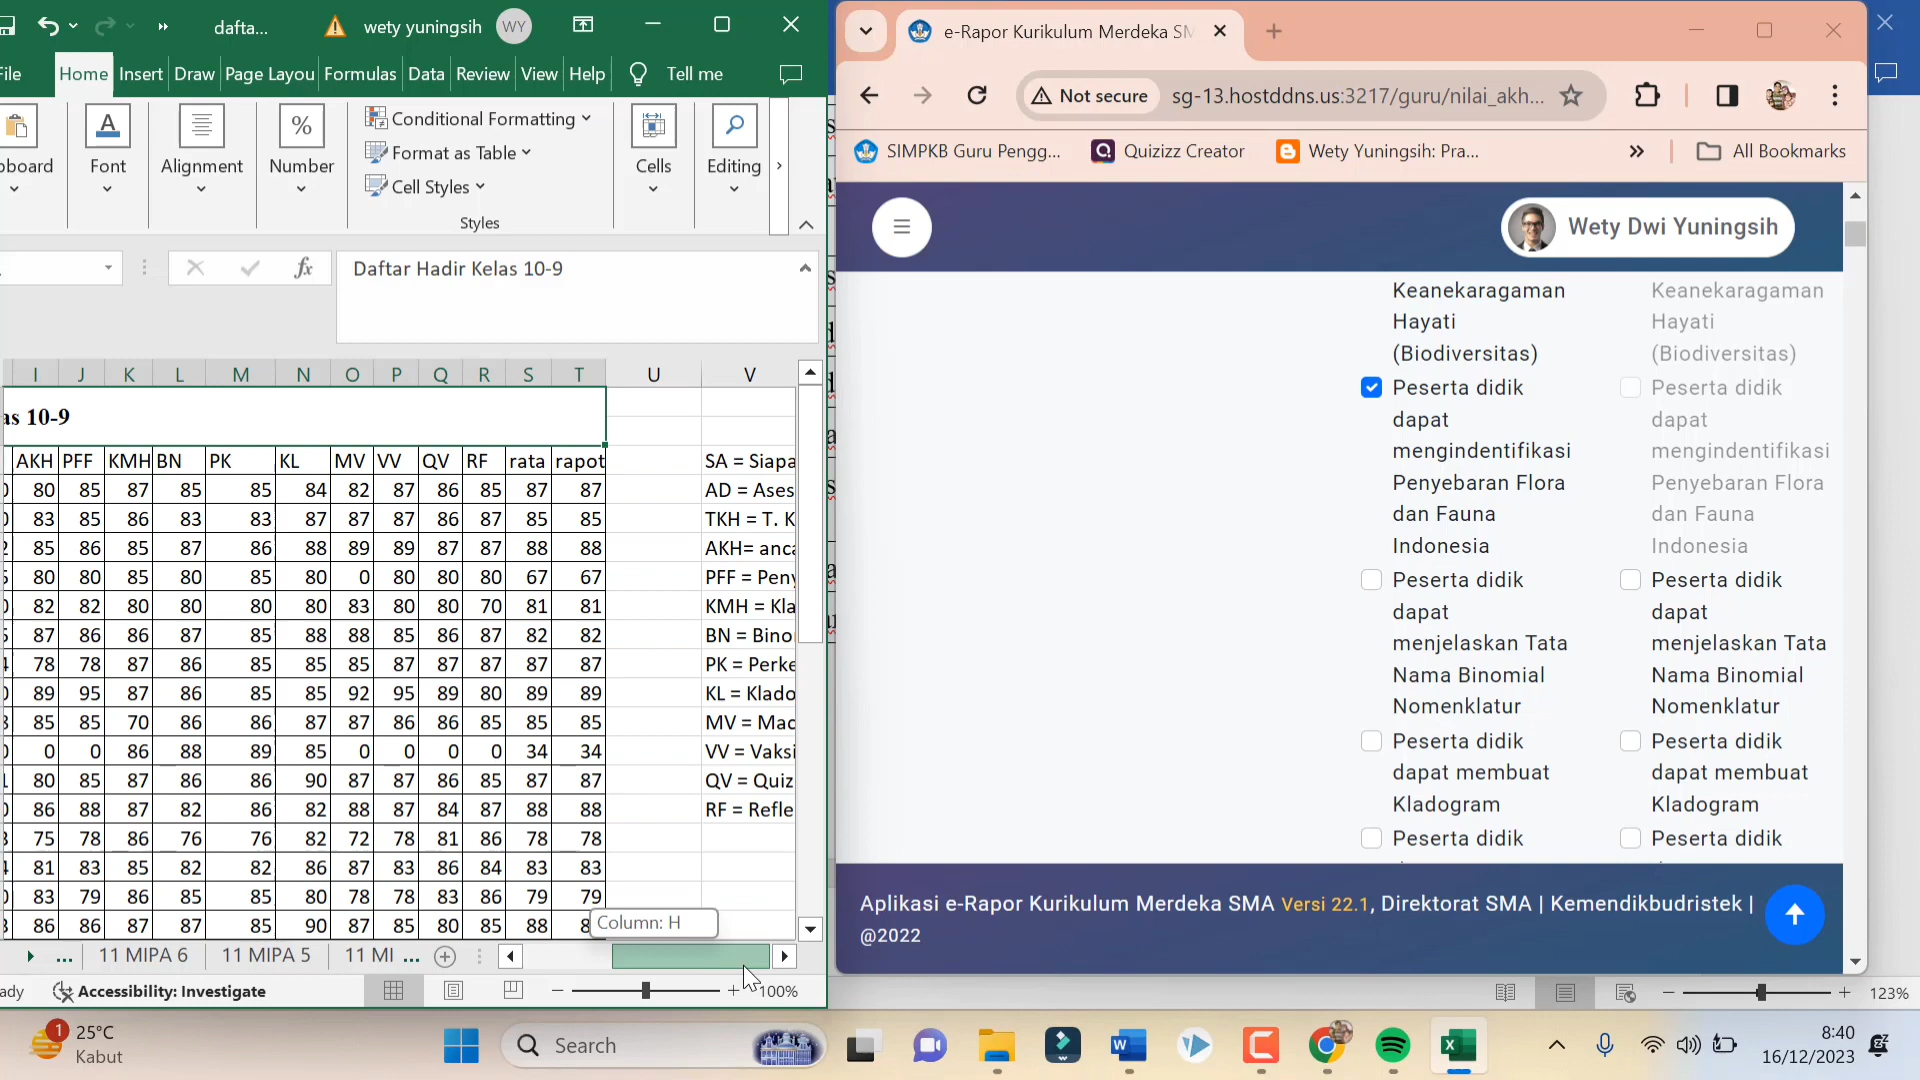 dafta...
wety yuningsih
WY
File
Home
Insert
Draw
Page Layou
Formulas
Data
Review
View
Help
Tell me
pboard
Font
Alignment
Number
Conditional Formatting
Format as Table
Cell Styles
Styles
Cells
Editing
fx
Daftar Hadir Kelas 10-9
I J K L M N O P Q R S T U V
as 10-9
AKH PFF KMH BN PK KL MV VV QV RF rata rapot SA = Siapa
80 85 87 85 85 84 82 87 86 85 87 87 AD = Ases
83 85 86 83 83 87 87 87 86 87 85 85 TKH = T. K
85 86 85 87 86 88 89 89 87 87 88 88 AKH= anca
80 80 85 80 85 80 0 80 80 80 67 67 PFF = Peny
82 82 80 80 80 80 83 80 80 70 81 81 KMH = Kla
87 86 86 87 85 88 88 85 86 87 82 82 BN = Bino
78 78 87 86 85 85 85 87 87 87 87 87 PK = Perke
89 95 87 86 85 85 92 95 89 80 89 89 KL = Klado
85 85 70 86 86 87 87 86 86 85 85 85 MV = Mac
0 0 86 88 89 85 0 0 0 0 34 34 VV = Vaksi
80 85 87 86 86 90 87 87 86 85 87 87 QV = Quiz
86 88 87 82 86 82 88 87 84 87 88 88 RF = Refle
75 78 86 76 76 82 72 78 81 86 78 78
81 83 85 82 82 86 87 83 86 84 83 83
83 79 86 85 85 80 78 78 83 86 79 79
86 86 87 87 85 90 87 85 80 85 88 8
Column: H
... 11 MIPA 6 11 MIPA 5 11 MI ...
ady
Accessibility: Investigate
100%
e-Rapor Kurikulum Merdeka SM
Not secure
sg-13.hostddns.us:3217/guru/nilai_akh...
SIMPKB Guru Pengg...
Quizizz Creator
Wety Yuningsih: Pra...
All Bookmarks
Wety Dwi Yuningsih
Keanekaragaman
Hayati
(Biodiversitas)
Peserta didik
dapat
mengindentifikasi
Penyebaran Flora
dan Fauna
Indonesia
Peserta didik
dapat
menjelaskan Tata
Nama Binomial
Nomenklatur
Peserta didik
dapat membuat
Kladogram
Peserta didik
Keanekaragaman
Hayati
(Biodiversitas)
Peserta didik
dapat
mengindentifikasi
Penyebaran Flora
dan Fauna
Indonesia
Peserta didik
dapat
menjelaskan Tata
Nama Binomial
Nomenklatur
Peserta didik
dapat membuat
Kladogram
Peserta didik
Aplikasi e-Rapor Kurikulum Merdeka SMA Versi 22.1, Direktorat SMA | Kemendikbudristek |
@2022
123%
1
25°C
Kabut
Search
8:40
16/12/2023